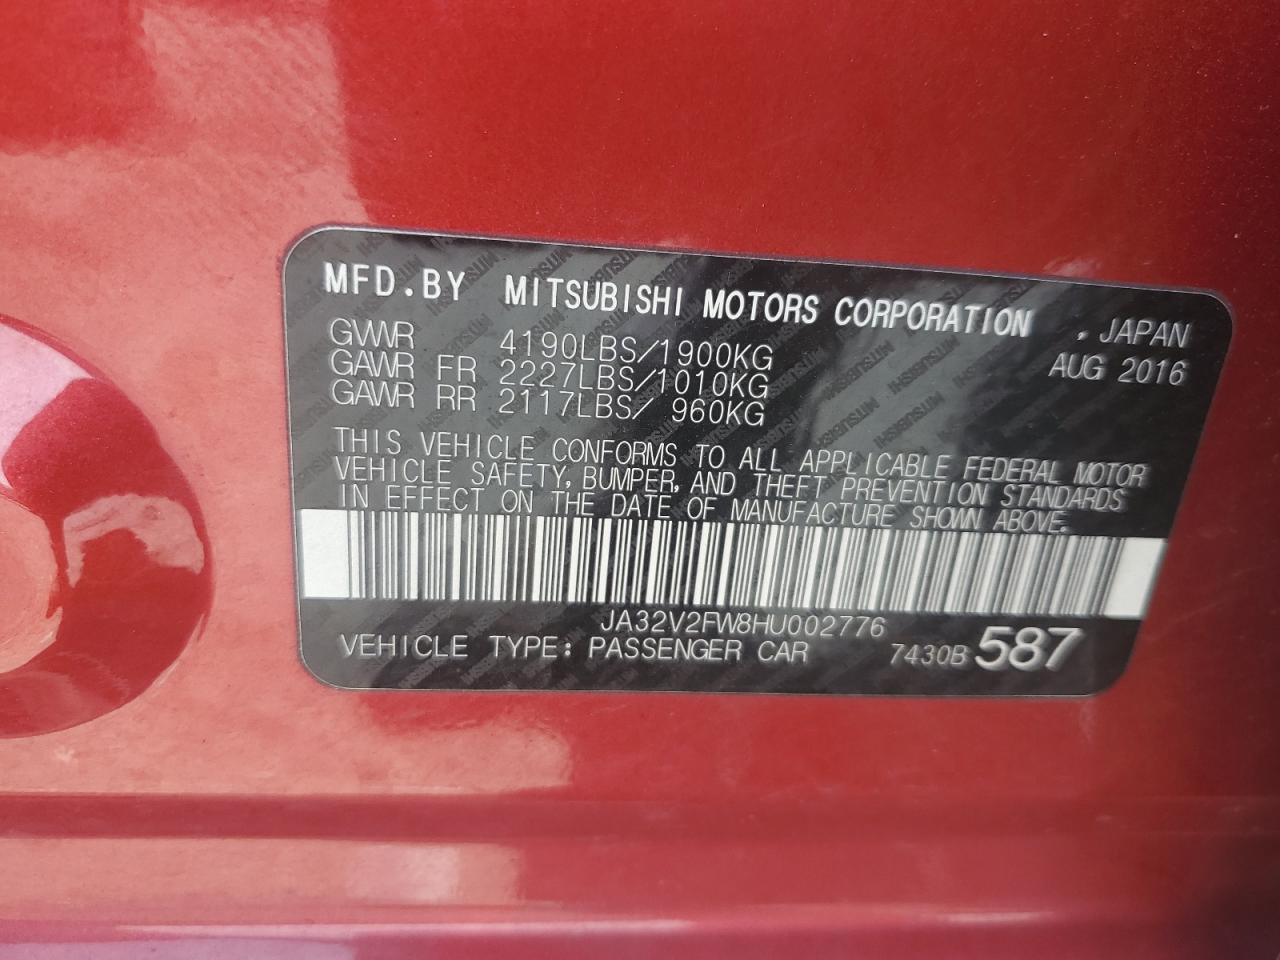 MFD.BY MITSUBISHI MOTORS CORPORATION . JAPAN
GVWR 4190LBS/1900KG AUG 2016
GAWR FR 2227LBS/1010KG
GAWR RR 2117LBS/ 960KG
THIS VEHICLE CONFORMS TO ALL APPLICABLE FEDERAL MOTOR
VEHICLE SAFETY, BUMPER, AND THEFT PREVENTION STANDARDS
IN EFFECT ON THE DATE OF MANUFACTURE SHOWN ABOVE.
JA32V2FW8HU002776
VEHICLE TYPE: PASSENGER CAR 7430B 587